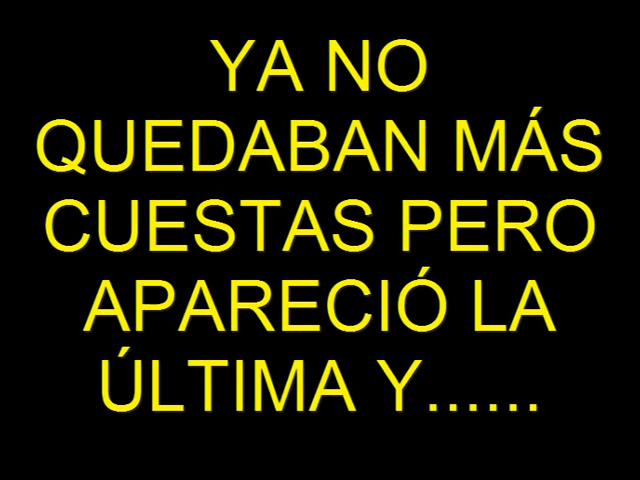 YA NO
QUEDABAN MÁS
CUESTAS PERO
APARECIÓ LA
ÚLTIMA Y......